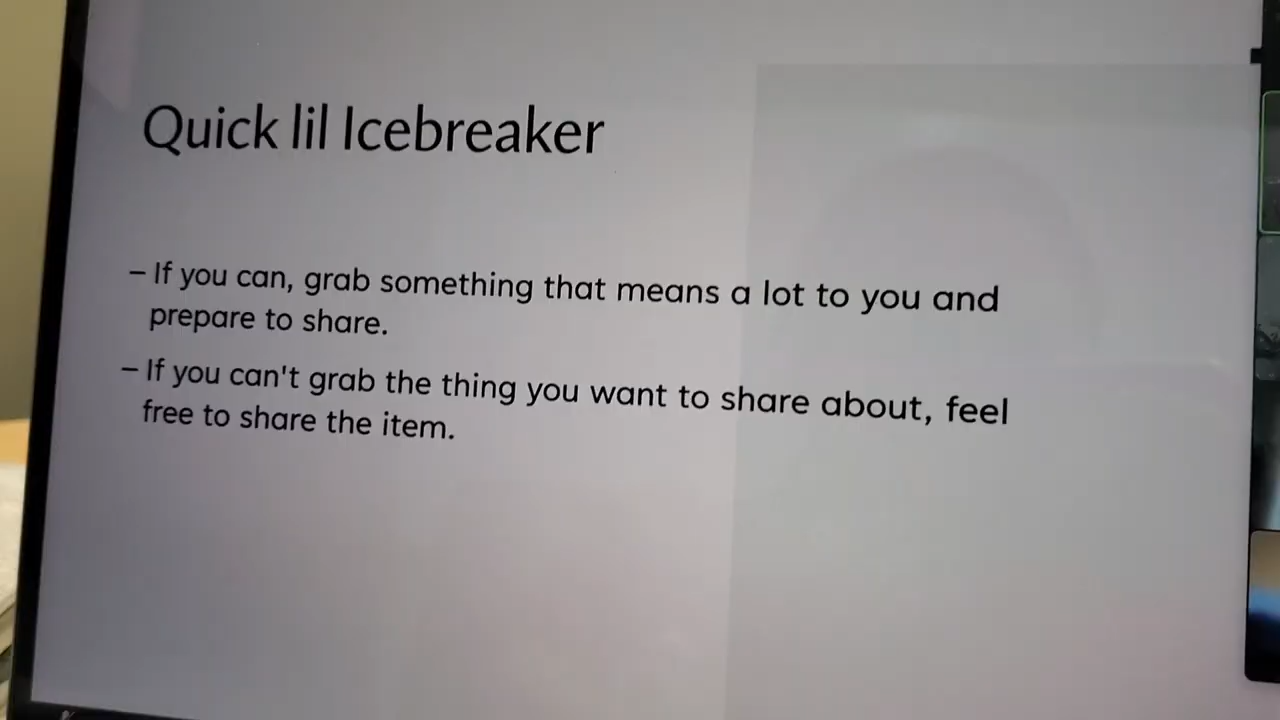 Quick lil Icebreaker
– If you can, grab something that means a lot to you and
prepare to share.
– If you can't grab the thing you want to share about, feel
free to share the item.